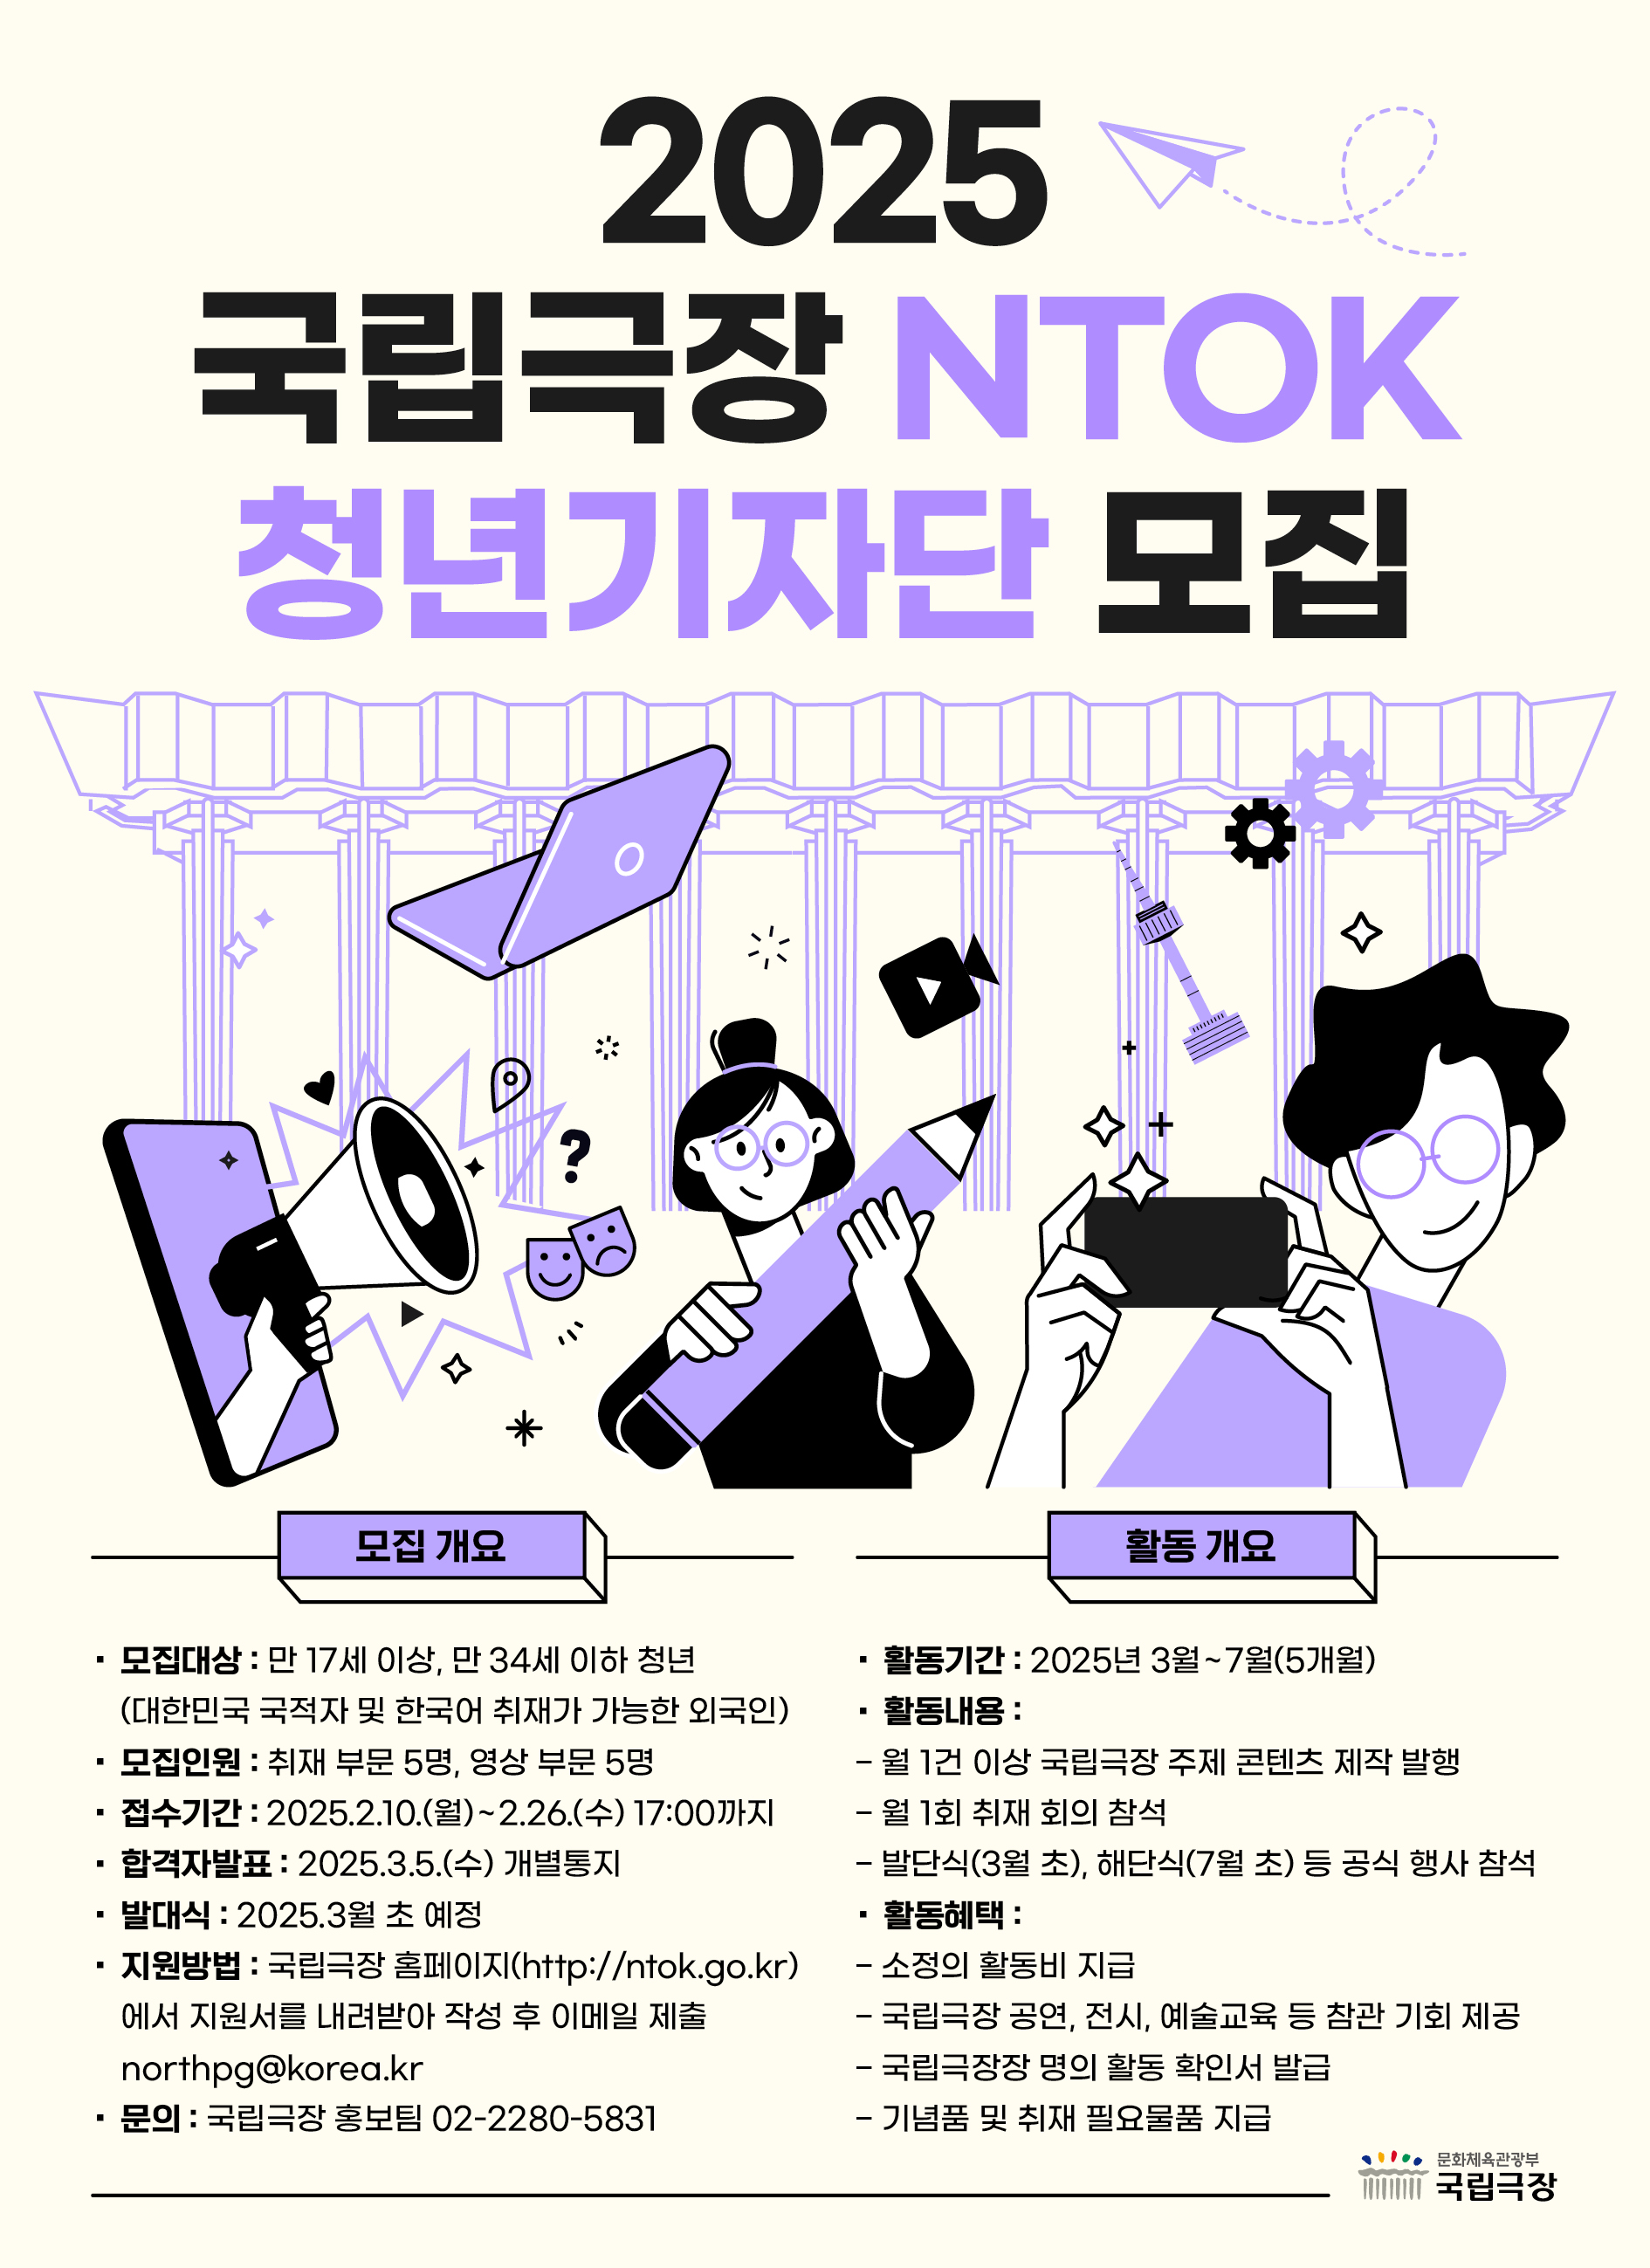 2025
국립극장 NTOK
청년기자단 모집
?
모집 개요
· 모집대상 : 만 17세 이상, 만 34세 이하 청년
(대한민국 국적자 및 한국어 취재가 가능한 외국인)
· 모집인원 : 취재 부문 5명, 영상 부문 5명
· 접수기간 : 2025.2.10.(월)~2.26.(수) 17:00까지
· 합격자발표 : 2025.3.5.(수) 개별통지
· 발대식 : 2025.3월 초 예정
· 지원방법 : 국립극장 홈페이지(http://ntok.go.kr)
에서 지원서를 내려받아 작성 후 이메일 제출
northpg@korea.kr
· 문의 : 국립극장 홍보팀 02-2280-5831
활동 개요
· 활동기간 : 2025년 3월~7월(5개월)
· 활동내용 :
– 월 1건 이상 국립극장 주제 콘텐츠 제작 발행
– 월 1회 취재 회의 참석
– 발단식(3월 초), 해단식(7월 초) 등 공식 행사 참석
· 활동혜택 :
– 소정의 활동비 지급
– 국립극장 공연, 전시, 예술교육 등 참관 기회 제공
– 국립극장장 명의 활동 확인서 발급
– 기념품 및 취재 필요물품 지급
문화체육관광부
국립극장